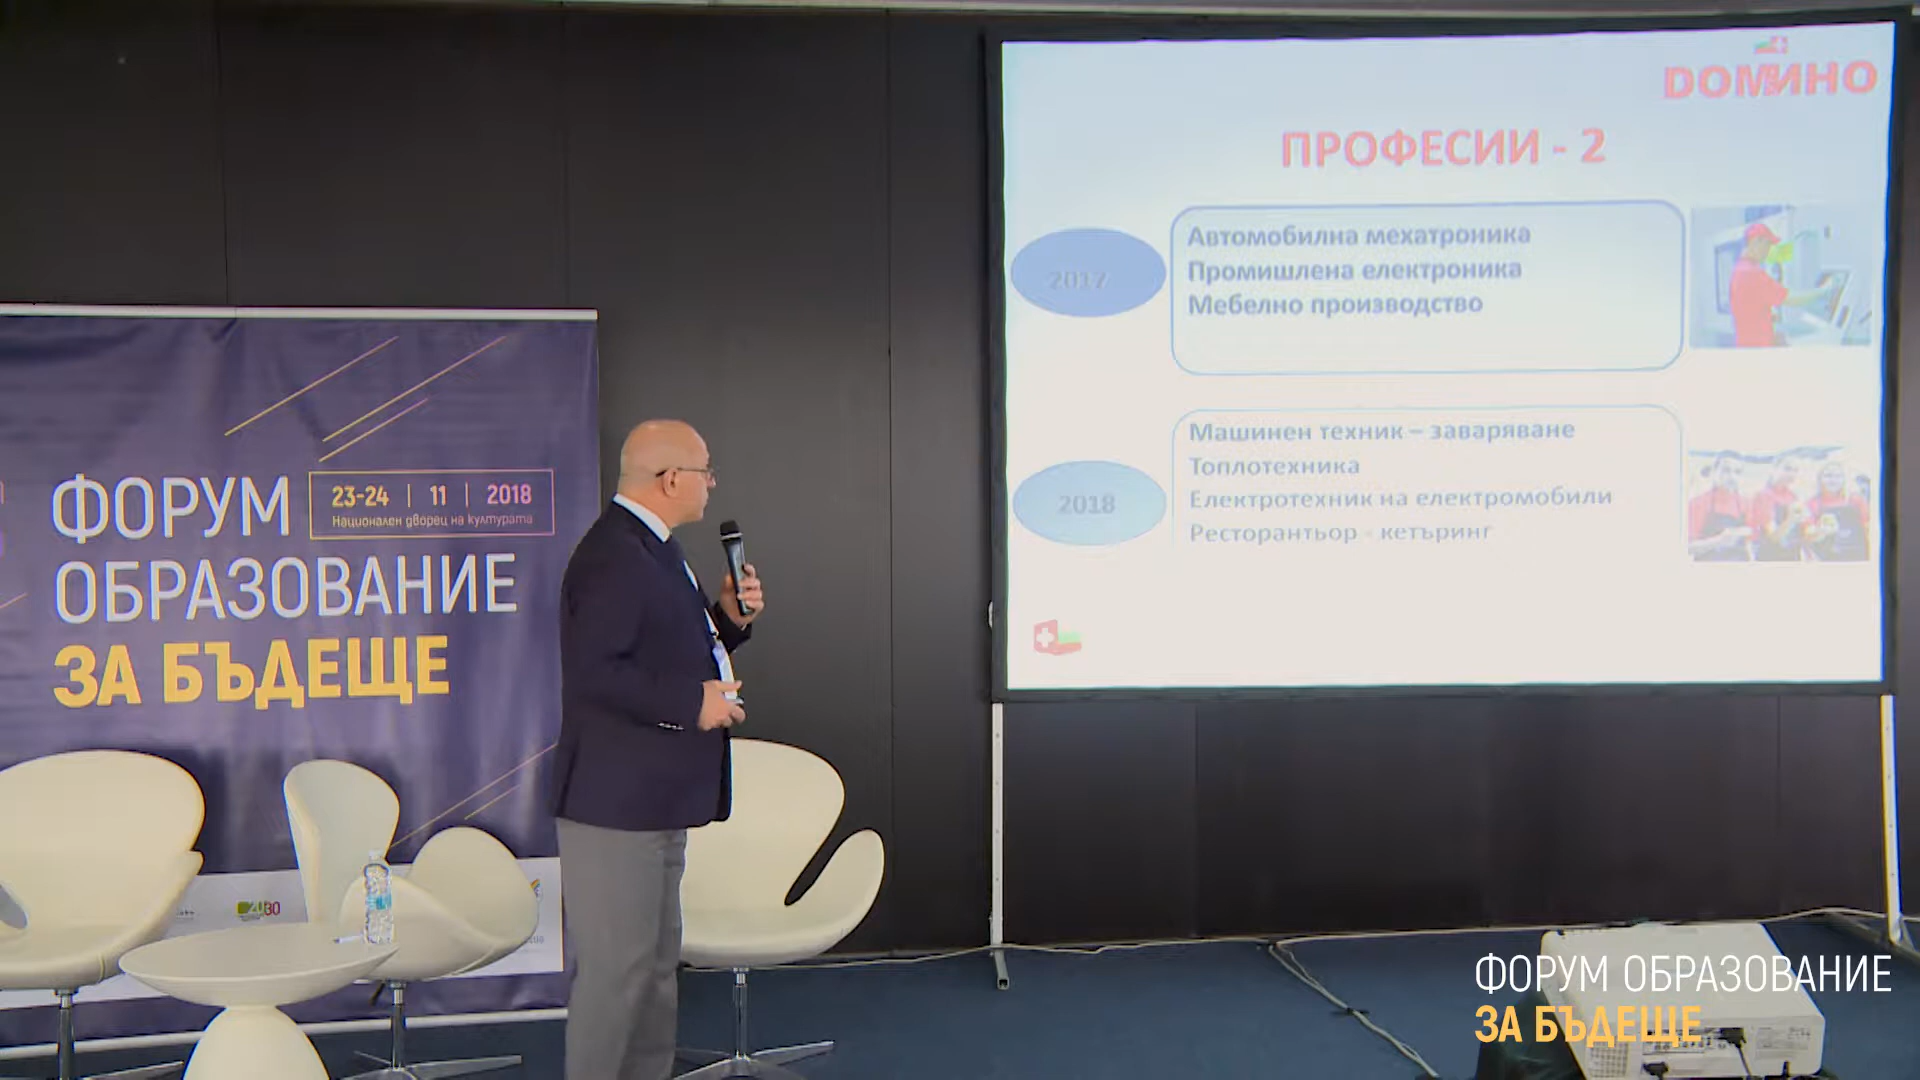 DOMИНО
ПРОФЕСИИ - 2
2017
Автомобилна мехатроника
Промишлена електроника
Мебелно производство
2018
Машинен техник – заваряване
Топлотехника
Електротехник на електромобили
Ресторантьор - кетъринг
ФОРУМ
23-24 | 11 | 2018
Национален дворец на културата
ОБРАЗОВАНИЕ
ЗА БЪДЕЩЕ
2030
ФОРУМ ОБРАЗОВАНИЕ
ЗА БЪДЕЩЕ